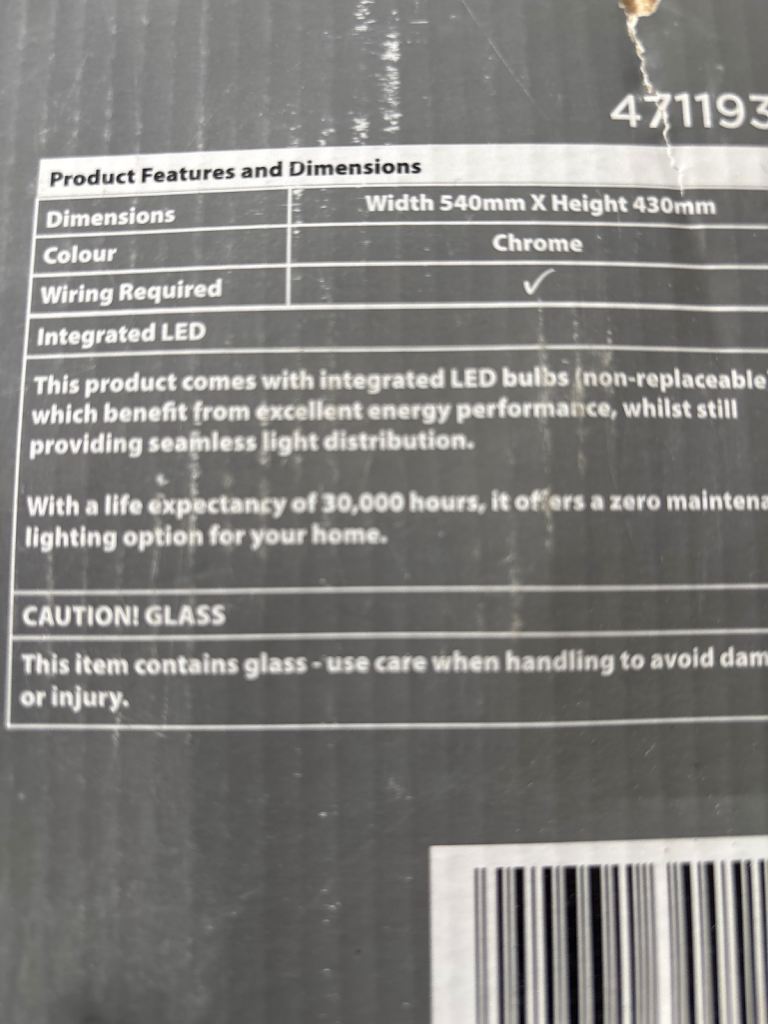 471193
Product Features and Dimensions
Dimensions Width 540mm X Height 430mm
Colour Chrome
Wiring Required ✓
Integrated LED
This product comes with integrated LED bulbs (non-replaceable)
which benefit from excellent energy performance, whilst still
providing seamless light distribution.
With a life expectancy of 30,000 hours, it offers a zero maintena
lighting option for your home.
CAUTION! GLASS
This item contains glass - use care when handling to avoid dam
or injury.